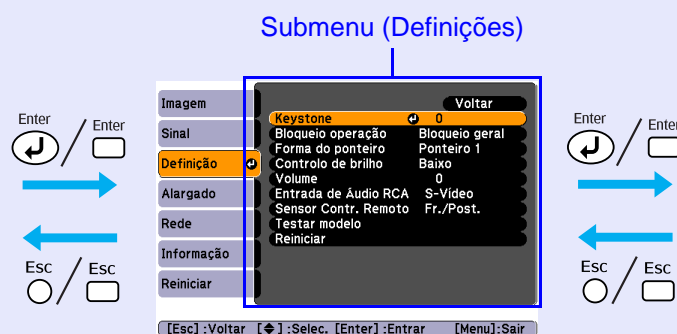 Submenu (Definições)
Imagem
Sinal
Definição
Alargado
Rede
Informação
Reiniciar
Voltar
Keystone 0
Bloqueio operação Bloqueio geral
Forma do ponteiro Ponteiro 1
Controlo de brilho Baixo
Volume 0
Entrada de Áudio RCA S-Vídeo
Sensor Contr. Remoto Fr./Post.
Testar modelo
Reiniciar
[Esc] :Voltar [◆] :Selec. [Enter] :Entrar [Menu]:Sair
Enter / Enter
Esc / Esc
Enter / Enter
Esc / Esc